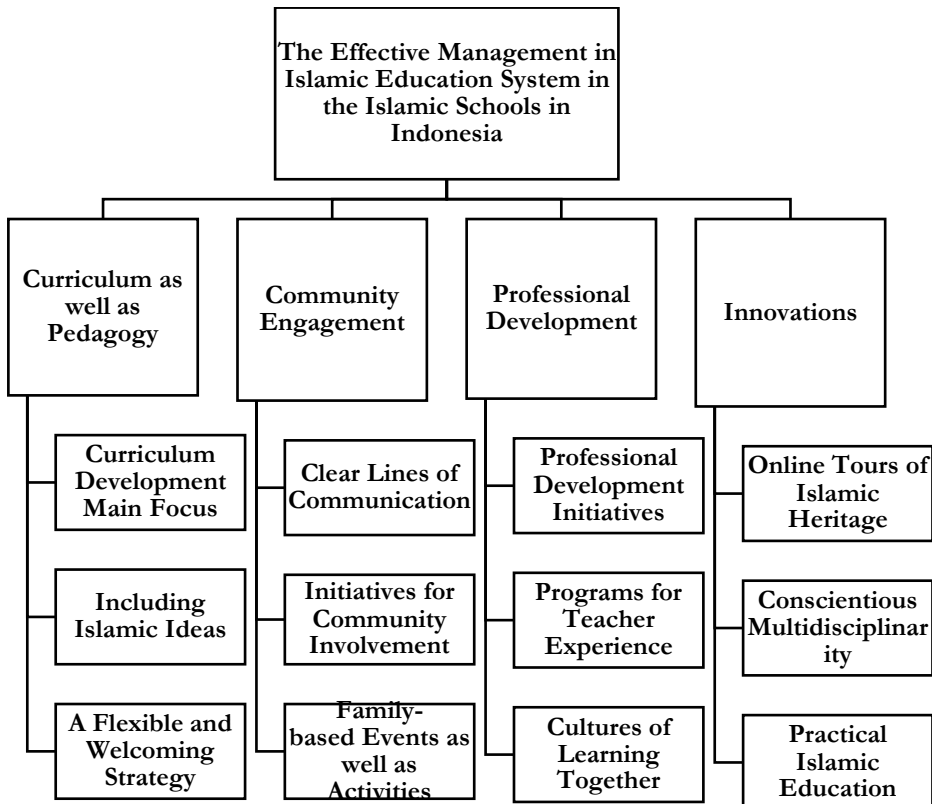 The Effective Management in
Islamic Education System in
the Islamic Schools in
Indonesia
Curriculum as
well as
Pedagogy
Community
Engagement
Professional
Development
Innovations
Curriculum
Development
Main Focus
Including
Islamic Ideas
A Flexible and
Welcoming
Strategy
Clear Lines of
Communication
Initiatives for
Community
Involvement
Family-
based Events as
well as
Activities
Professional
Development
Initiatives
Programs for
Teacher
Experience
Cultures of
Learning
Together
Online Tours of
Islamic
Heritage
Conscientious
Multidisciplinar
ity
Practical
Islamic
Education